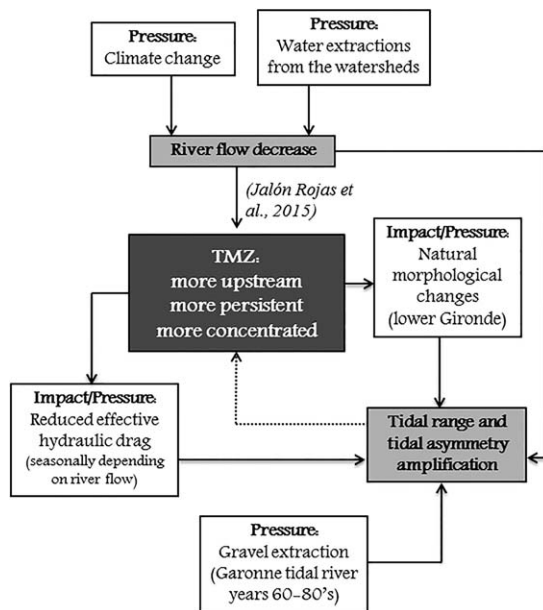 Pressure:
Climate change
Pressure:
Water extractions
from the watersheds
River flow decrease
(Jalón Rojas
et al., 2015)
TMZ:
more upstream
more persistent
more concentrated
Impact/Pressure:
Natural
morphological
changes
(lower Gironde)
Impact/Pressure:
Reduced effective
hydraulic drag
(seasonally depending
on river flow)
Tidal range and
tidal asymmetry
amplification
Pressure:
Gravel extraction
(Garonne tidal river
years 60-80's)